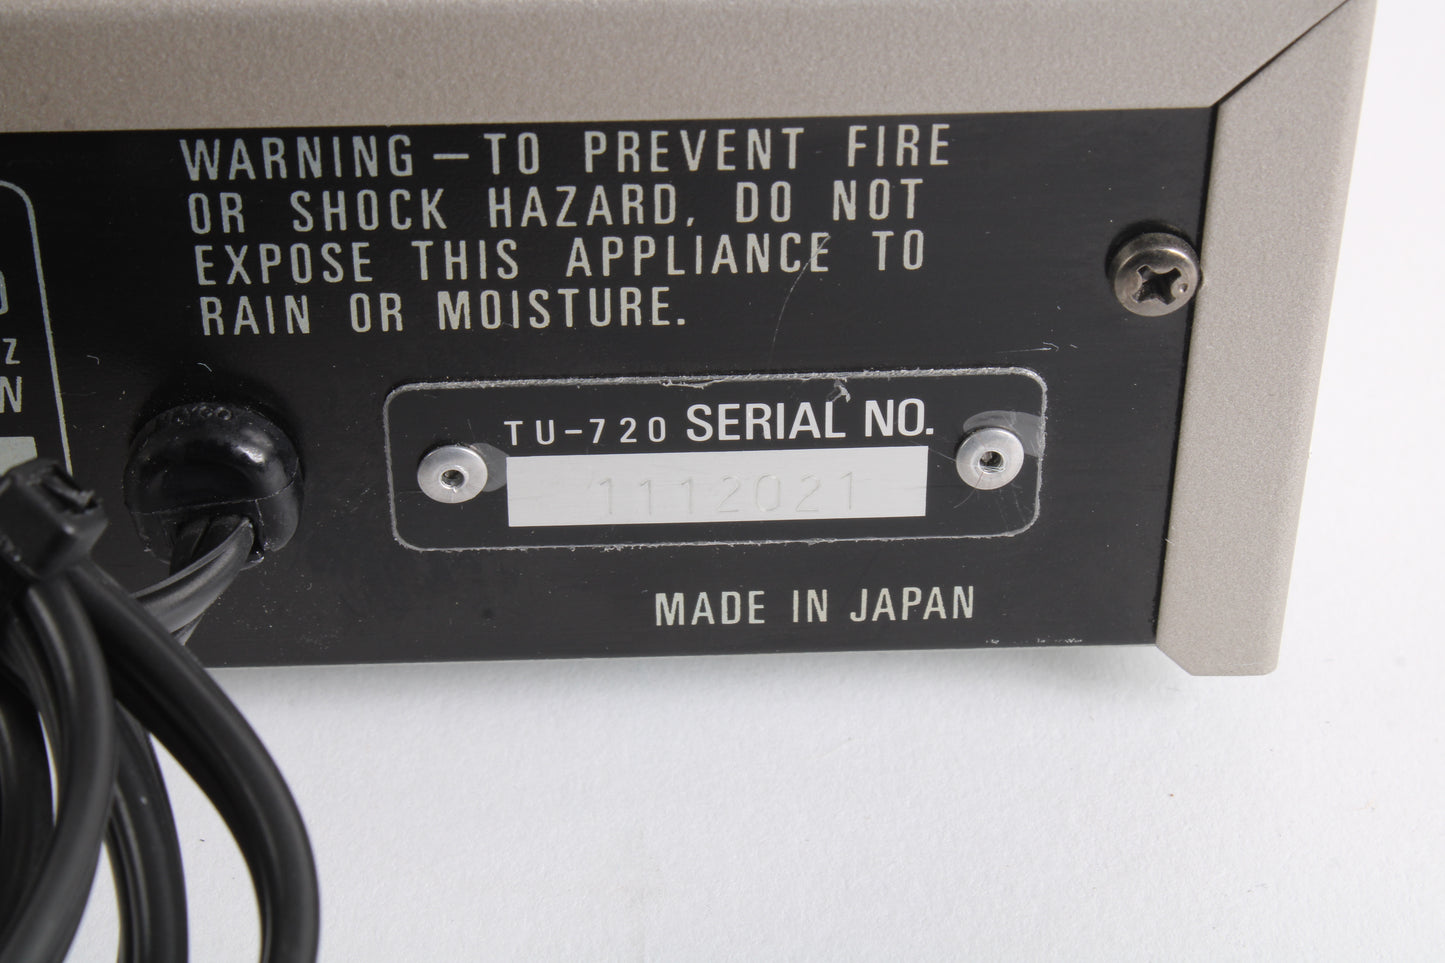 WARNING — TO PREVENT FIRE
OR SHOCK HAZARD, DO NOT
EXPOSE THIS APPLIANCE TO
RAIN OR MOISTURE.
Z
N
TU-720 SERIAL NO.
1112021
MADE IN JAPAN